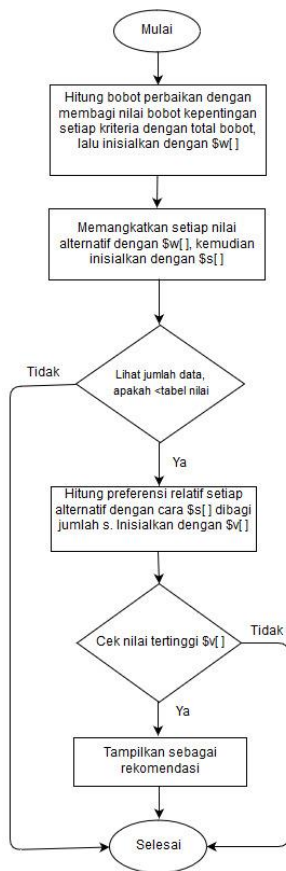 Mulai
Hitung bobot perbaikan dengan
membagi nilai bobot kepentingan
setiap kriteria dengan total bobot,
lalu inisialkan dengan $w[ ]
Memangkatkan setiap nilai
alternatif dengan $w[ ], kemudian
inisialkan dengan $s[ ]
Tidak
Lihat jumlah data,
apakah <tabel nilai
Ya
Hitung preferensi relatif setiap
alternatif dengan cara $s[ ] dibagi
jumlah s. Inisialkan dengan $v[ ]
Cek nilai tertinggi $v[ ]
Tidak
Ya
Tampilkan sebagai
rekomendasi
Selesai